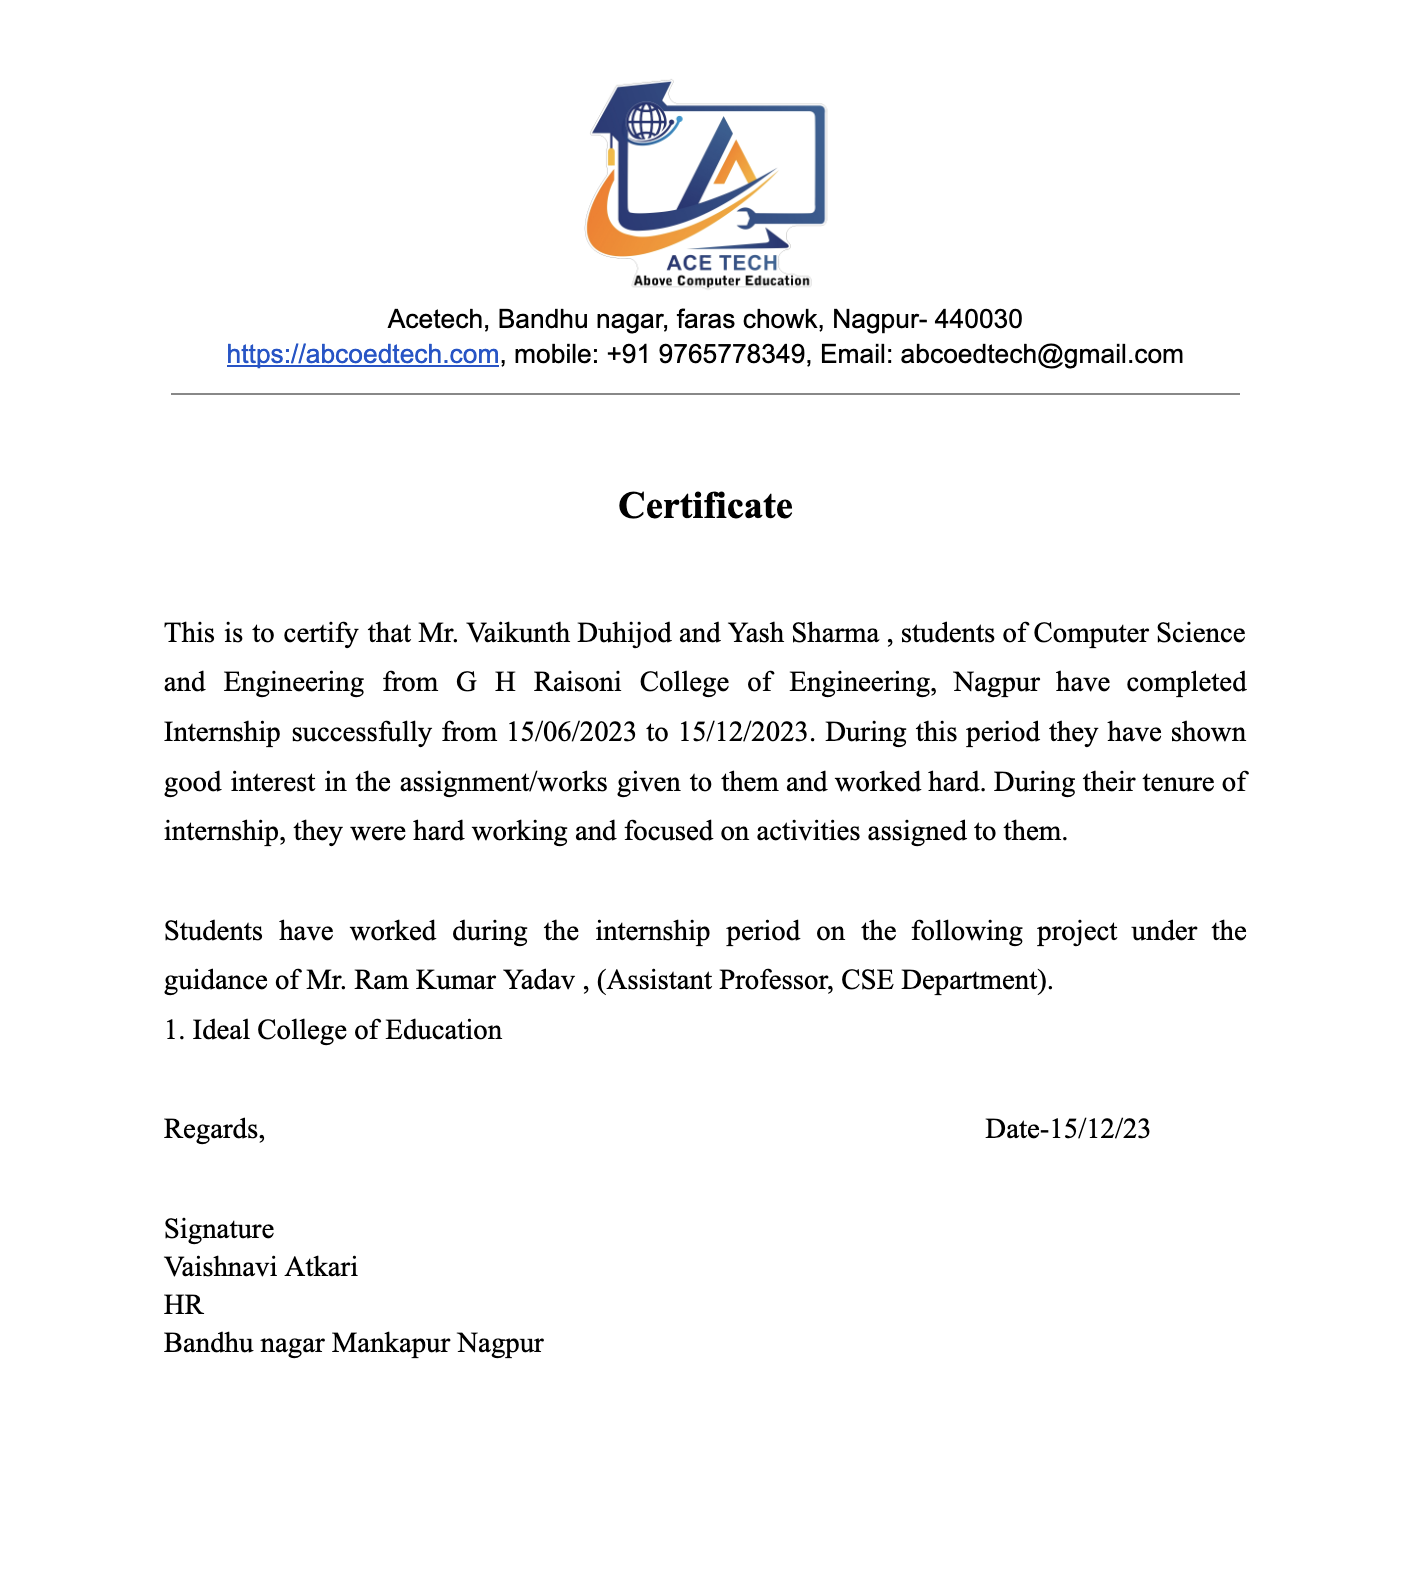 ACE TECH
Above Computer Education
Acetech, Bandhu nagar, faras chowk, Nagpur- 440030
https://abcoedtech.com, mobile: +91 9765778349, Email: abcoedtech@gmail.com
Certificate
This is to certify that Mr. Vaikunth Duhijod and Yash Sharma , students of Computer Science
and Engineering from G H Raisoni College of Engineering, Nagpur have completed
Internship successfully from 15/06/2023 to 15/12/2023. During this period they have shown
good interest in the assignment/works given to them and worked hard. During their tenure of
internship, they were hard working and focused on activities assigned to them.
Students have worked during the internship period on the following project under the
guidance of Mr. Ram Kumar Yadav , (Assistant Professor, CSE Department).
1. Ideal College of Education
Regards, Date-15/12/23
Signature
Vaishnavi Atkari
HR
Bandhu nagar Mankapur Nagpur